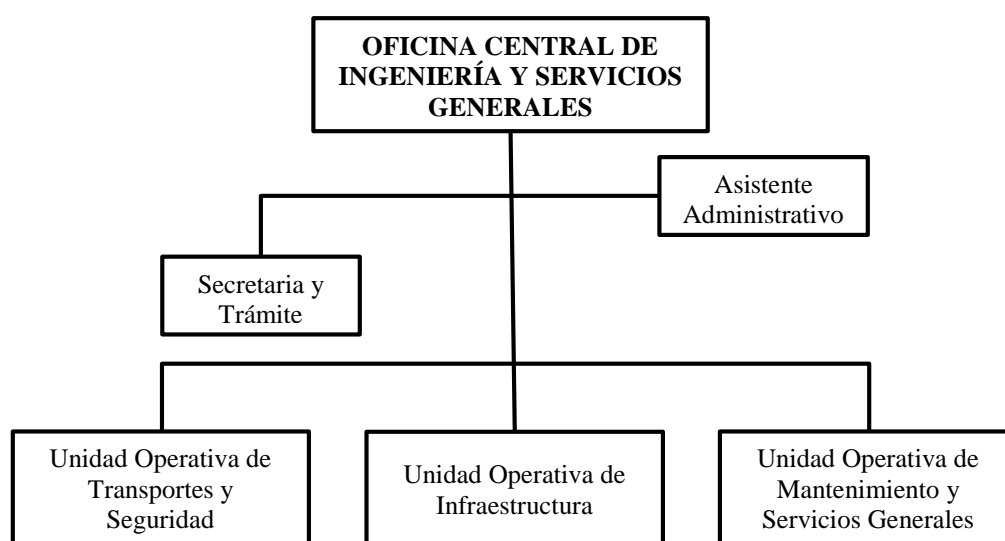 OFICINA CENTRAL DE
INGENIERÍA Y SERVICIOS
GENERALES
Asistente
Administrativo
Secretaria y
Trámite
Unidad Operativa de
Transportes y
Seguridad
Unidad Operativa de
Infraestructura
Unidad Operativa de
Mantenimiento y
Servicios Generales